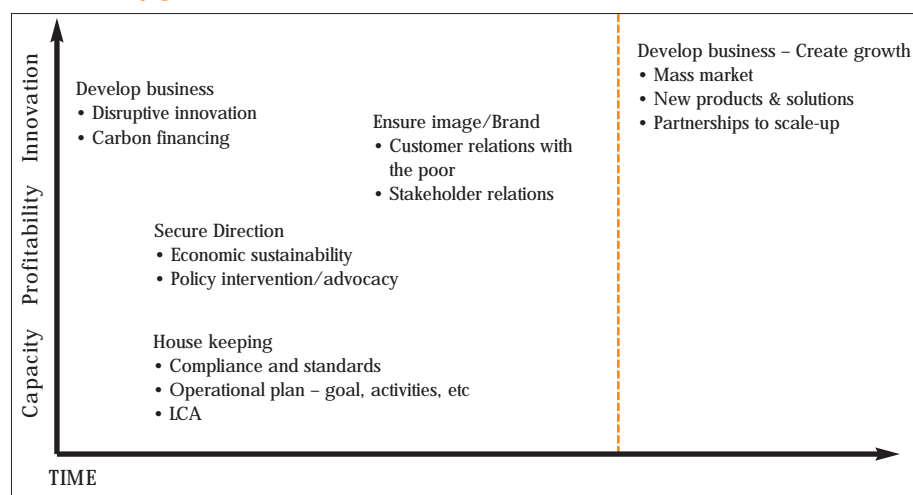 Innovation
Profitability
Capacity
Develop business
• Disruptive innovation
• Carbon financing
Ensure image/Brand
• Customer relations with
the poor
• Stakeholder relations
Develop business – Create growth
• Mass market
• New products & solutions
• Partnerships to scale-up
Secure Direction
• Economic sustainability
• Policy intervention/advocacy
House keeping
• Compliance and standards
• Operational plan – goal, activities, etc
• LCA
TIME